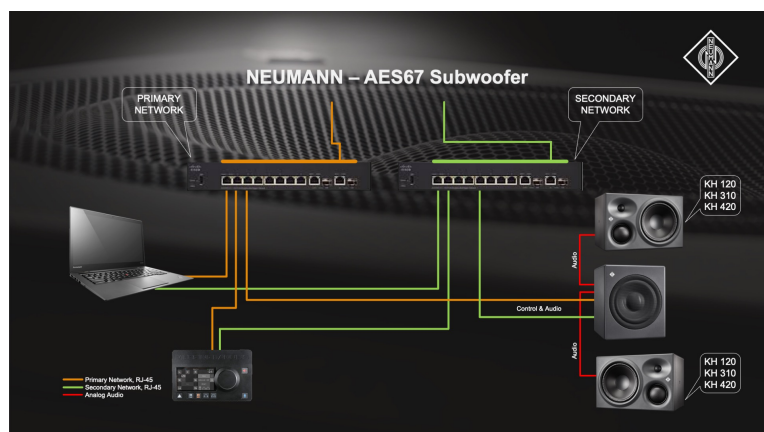 NEUMANN – AES67 Subwoofer
NEUMANN
PRIMARY
NETWORK
SECONDARY
NETWORK
KH 120
KH 310
KH 420
Audio
Control & Audio
Audio
KH 120
KH 310
KH 420
Primary Network, RJ-45
Secondary Network, RJ-45
Analog Audio